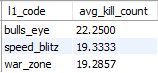 l1_code avg_kill_count
bulls_eye 22.2500
speed_blitz 19.3333
war_zone 19.2857